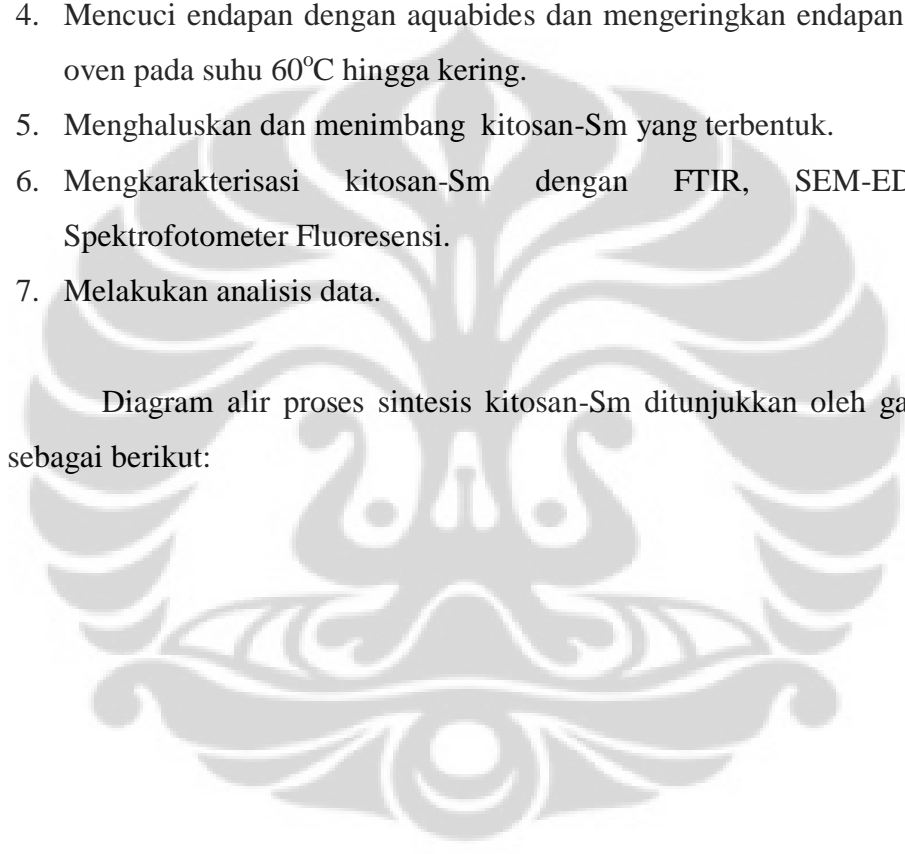 4. Mencuci endapan dengan aquabides dan mengeringkan endapan
oven pada suhu 60°C hingga kering.
5. Menghaluskan dan menimbang kitosan-Sm yang terbentuk.
6. Mengkarakterisasi kitosan-Sm dengan FTIR,
Spektrofotometer Fluoresensi.
7. Melakukan analisis data.
Diagram alir proses sintesis kitosan-Sm ditunjukkan oleh
sebagai berikut: